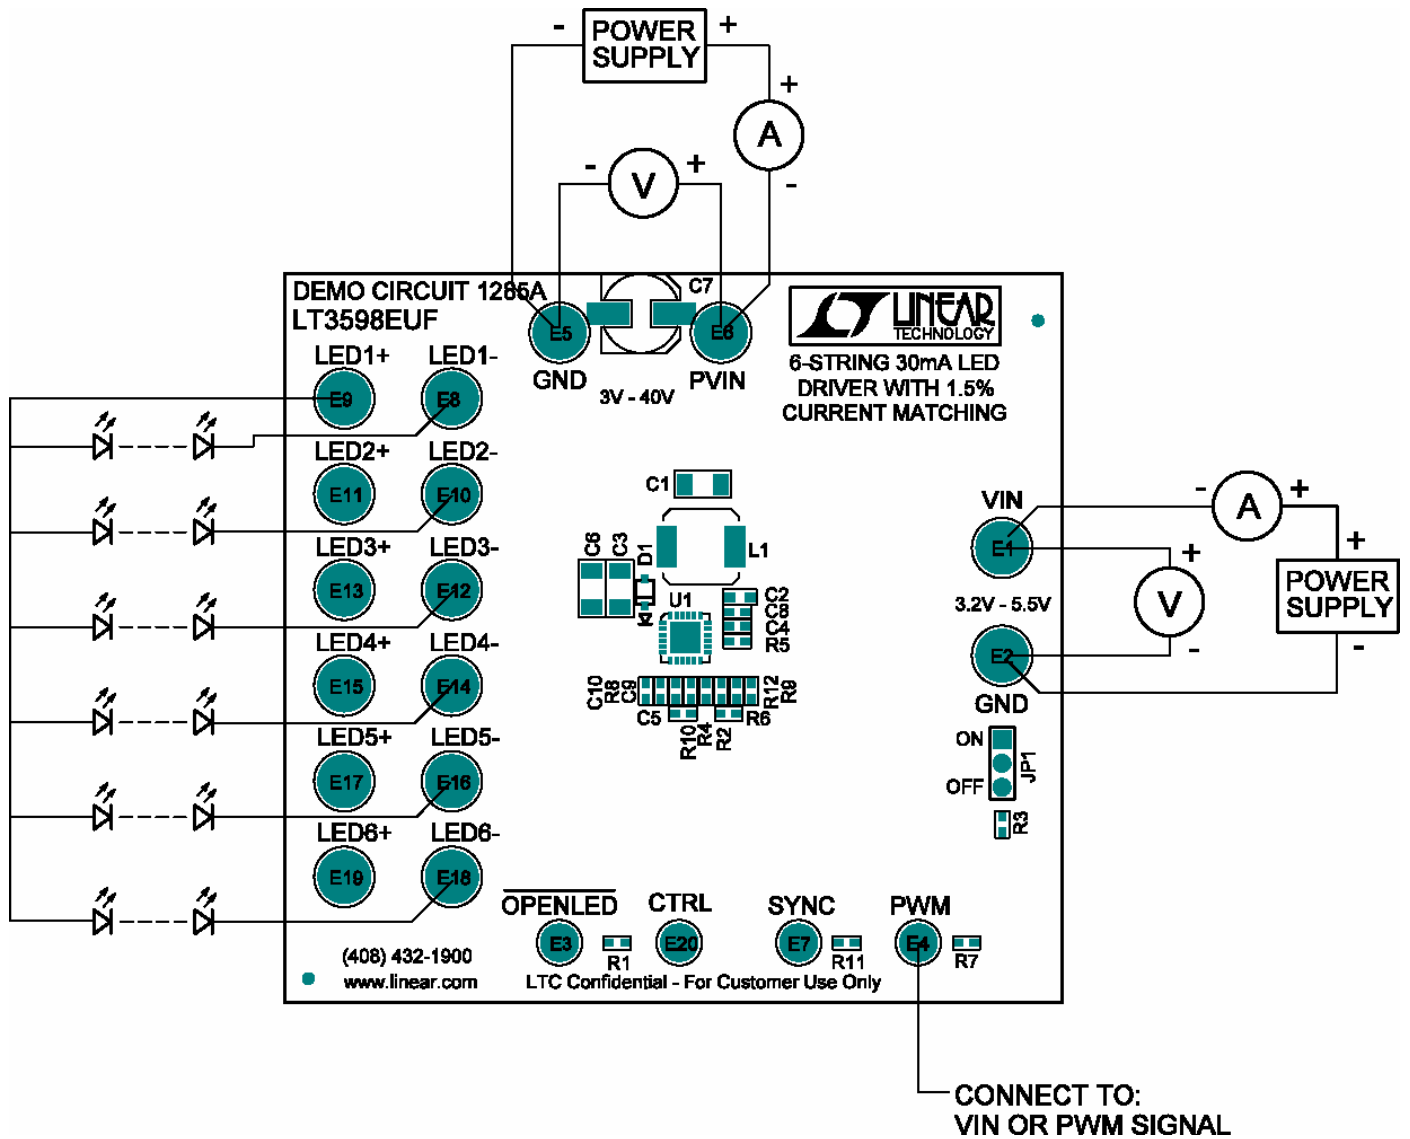 - POWER SUPPLY +
+
A
-
- V +
DEMO CIRCUIT 1285A
LT3598EUF
C7
E5
E6
GND
PVIN
3V - 40V
LINEAR
TECHNOLOGY
6-STRING 30mA LED
DRIVER WITH 1.5%
CURRENT MATCHING
LED1+ LED1-
E9 E8
LED2+ LED2-
E11 E10
LED3+ LED3-
E13 E12
LED4+ LED4-
E15 E14
LED5+ LED5-
E17 E16
LED6+ LED6-
E19 E18
C1
L1
C6 C3 D1
U1
C2
C8
C4
R5
C10 R8 C9
R12 R9
C5 R6
R10 R4 R2
VIN
E1
3.2V - 5.5V
E2
GND
- A +
+
V
-
+
POWER
SUPPLY
-
ON
OFF
JP1
R3
OPENLED CTRL SYNC PWM
E3 R1 E20 E7 R11 E4 R7
(408) 432-1900
www.linear.com
LTC Confidential - For Customer Use Only
CONNECT TO:
VIN OR PWM SIGNAL